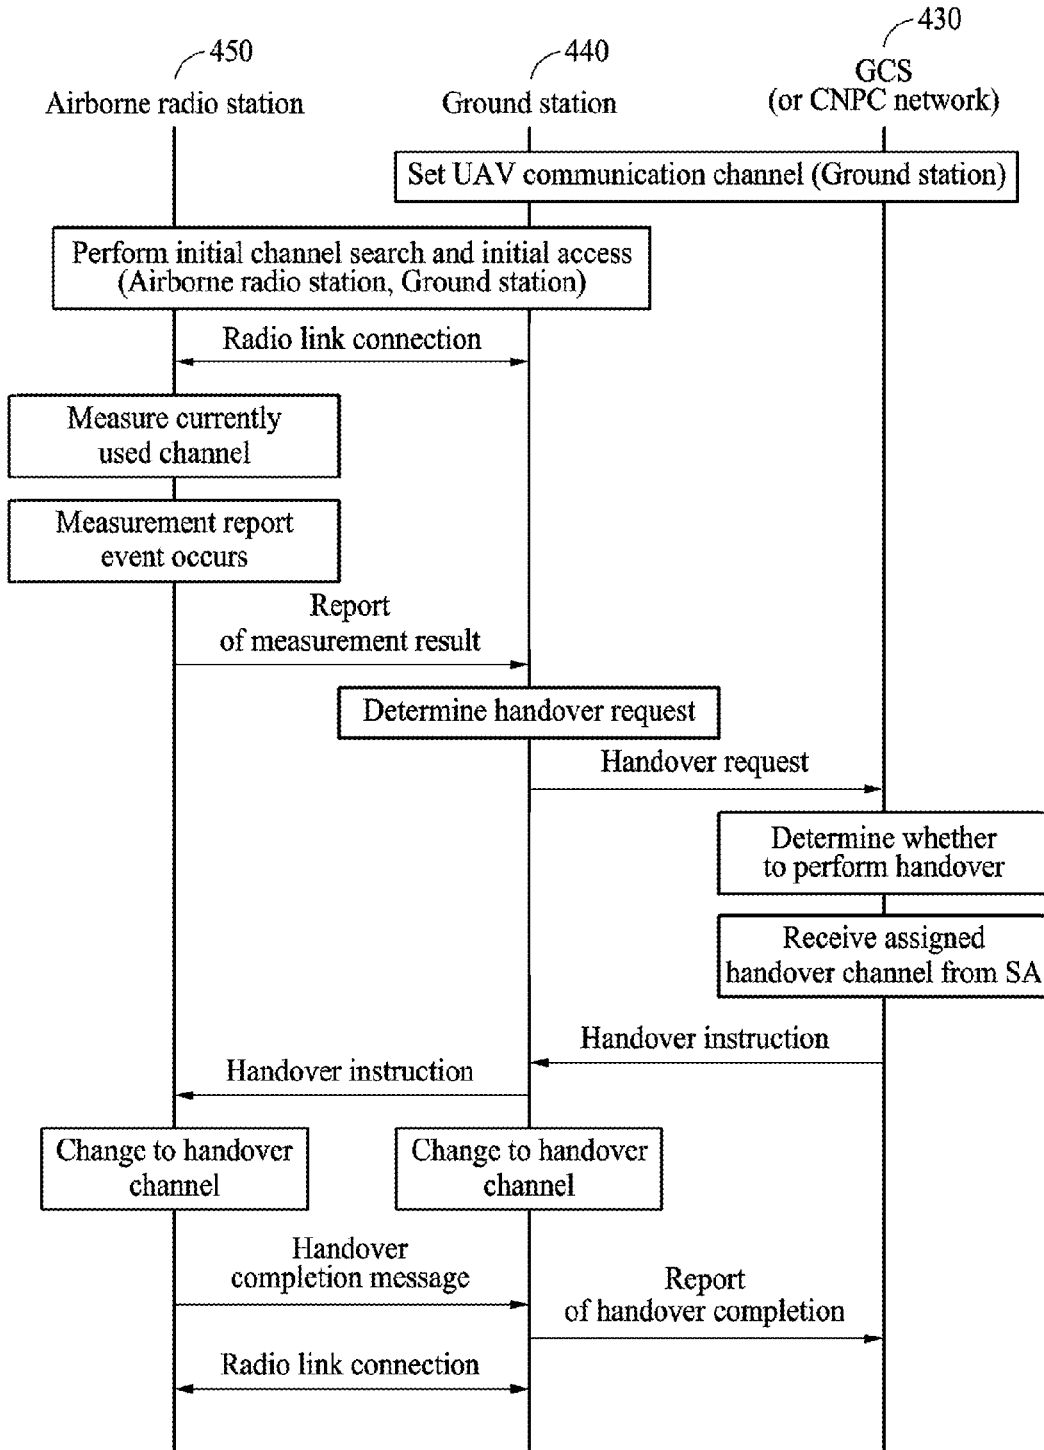 450
440
430
Airborne radio station
Ground station
GCS
(or CNPC network)
Set UAV communication channel (Ground station)
Perform initial channel search and initial access
(Airborne radio station, Ground station)
Radio link connection
Measure currently
used channel
Measurement report
event occurs
Report
of measurement result
Determine handover request
Handover request
Determine whether
to perform handover
Receive assigned
handover channel from SA
Handover instruction
Handover instruction
Change to handover
channel
Change to handover
channel
Handover
completion message
Report
of handover completion
Radio link connection